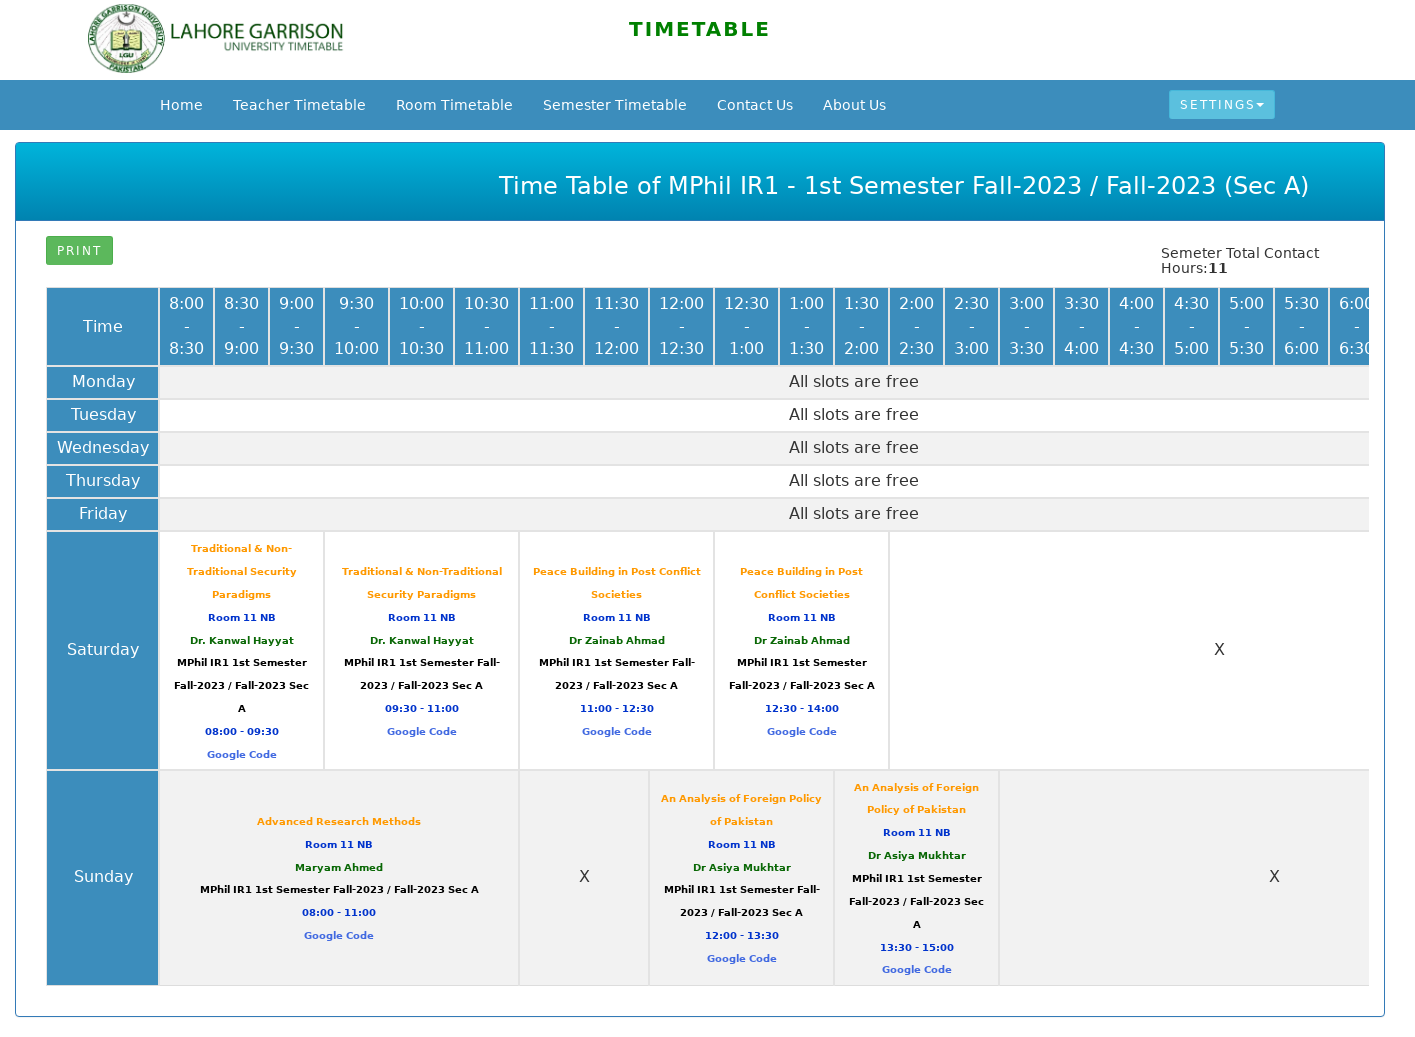 LAHORE GARRISON
UNIVERSITY TIMETABLE
LAHORE GARRISON UNIVERSITY
LGU
PAKISTAN
TIMETABLE
Home Teacher Timetable Room Timetable Semester Timetable Contact Us About Us SETTINGS
Time Table of MPhil IR1 - 1st Semester Fall-2023 / Fall-2023 (Sec A)
PRINT
Semeter Total Contact
Hours:11
Time
8:00 - 8:30
8:30 - 9:00
9:00 - 9:30
9:30 - 10:00
10:00 - 10:30
10:30 - 11:00
11:00 - 11:30
11:30 - 12:00
12:00 - 12:30
12:30 - 1:00
1:00 - 1:30
1:30 - 2:00
2:00 - 2:30
2:30 - 3:00
3:00 - 3:30
3:30 - 4:00
4:00 - 4:30
4:30 - 5:00
5:00 - 5:30
5:30 - 6:00
6:00 - 6:30
Monday All slots are free
Tuesday All slots are free
Wednesday All slots are free
Thursday All slots are free
Friday All slots are free
Saturday
Traditional & Non-
Traditional Security
Paradigms
Room 11 NB
Dr. Kanwal Hayyat
MPhil IR1 1st Semester
Fall-2023 / Fall-2023 Sec
A
08:00 - 09:30
Google Code
Traditional & Non-Traditional
Security Paradigms
Room 11 NB
Dr. Kanwal Hayyat
MPhil IR1 1st Semester Fall-
2023 / Fall-2023 Sec A
09:30 - 11:00
Google Code
Peace Building in Post Conflict
Societies
Room 11 NB
Dr Zainab Ahmad
MPhil IR1 1st Semester Fall-
2023 / Fall-2023 Sec A
11:00 - 12:30
Google Code
Peace Building in Post
Conflict Societies
Room 11 NB
Dr Zainab Ahmad
MPhil IR1 1st Semester
Fall-2023 / Fall-2023 Sec A
12:30 - 14:00
Google Code
X
Sunday
Advanced Research Methods
Room 11 NB
Maryam Ahmed
MPhil IR1 1st Semester Fall-2023 / Fall-2023 Sec A
08:00 - 11:00
Google Code
X
An Analysis of Foreign Policy
of Pakistan
Room 11 NB
Dr Asiya Mukhtar
MPhil IR1 1st Semester Fall-
2023 / Fall-2023 Sec A
12:00 - 13:30
Google Code
An Analysis of Foreign
Policy of Pakistan
Room 11 NB
Dr Asiya Mukhtar
MPhil IR1 1st Semester
Fall-2023 / Fall-2023 Sec
A
13:30 - 15:00
Google Code
X